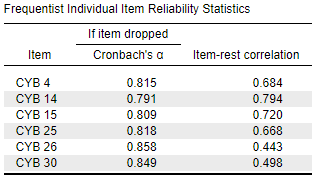 Frequentist Individual Item Reliability Statistics
If item dropped
Item Cronbach's α Item-rest correlation
CYB 4 0.815 0.684
CYB 14 0.791 0.794
CYB 15 0.809 0.720
CYB 25 0.818 0.668
CYB 26 0.858 0.443
CYB 30 0.849 0.498